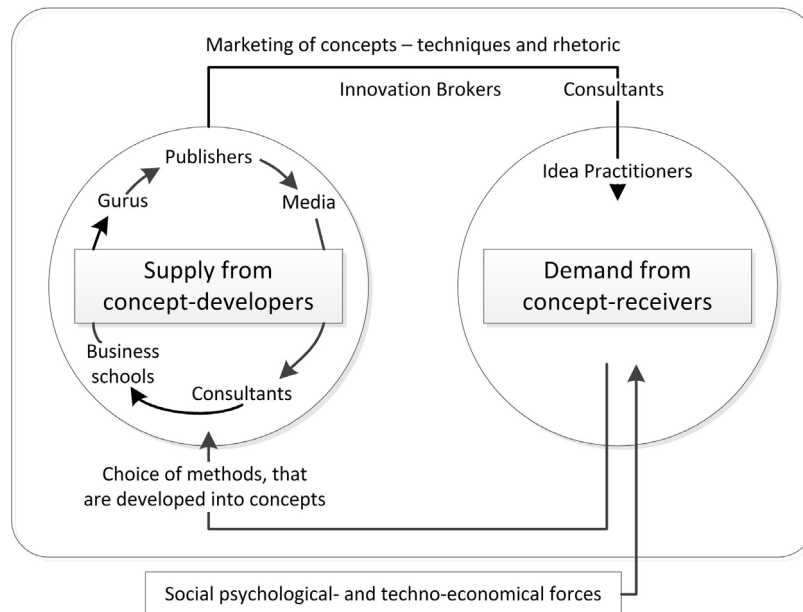 Marketing of concepts – techniques and rhetoric
Innovation Brokers
Consultants
Publishers
Gurus
Media
Supply from
concept-developers
Business
schools
Consultants
Idea Practitioners
Demand from
concept-receivers
Choice of methods, that
are developed into concepts
Social psychological- and techno-economical forces